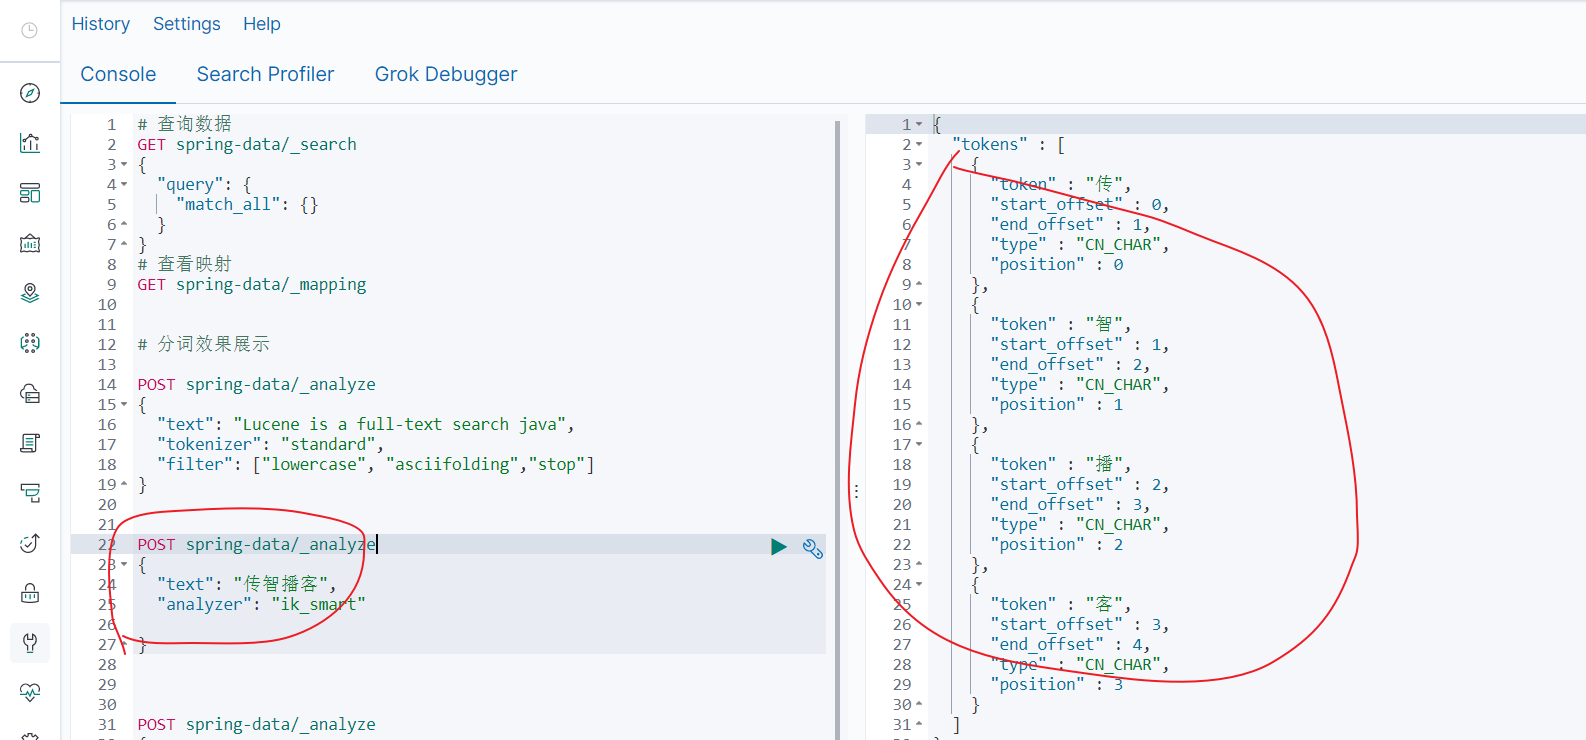 History Settings Help
Console Search Profiler Grok Debugger
1 # 查询数据
2 GET spring-data/_search
3 {
4 "query": {
5 "match_all": {}
6 }
7 }
8 # 查看映射
9 GET spring-data/_mapping
10
11
12 # 分词效果展示
13
14 POST spring-data/_analyze
15 {
16 "text": "Lucene is a full-text search java",
17 "tokenizer": "standard",
18 "filter": ["lowercase", "asciifolding","stop"]
19 }
20
21
22 POST spring-data/_analyze
23 {
24 "text": "传智播客",
25 "analyzer": "ik_smart"
26
27 }
28
29
30
31 POST spring-data/_analyze
1 {
2 "tokens" : [
3 {
4 "token" : "传",
5 "start_offset" : 0,
6 "end_offset" : 1,
7 "type" : "CN_CHAR",
8 "position" : 0
9 },
10 {
11 "token" : "智",
12 "start_offset" : 1,
13 "end_offset" : 2,
14 "type" : "CN_CHAR",
15 "position" : 1
16 },
17 {
18 "token" : "播",
19 "start_offset" : 2,
20 "end_offset" : 3,
21 "type" : "CN_CHAR",
22 "position" : 2
23 },
24 {
25 "token" : "客",
26 "start_offset" : 3,
27 "end_offset" : 4,
28 "type" : "CN_CHAR",
29 "position" : 3
30 }
31 ]